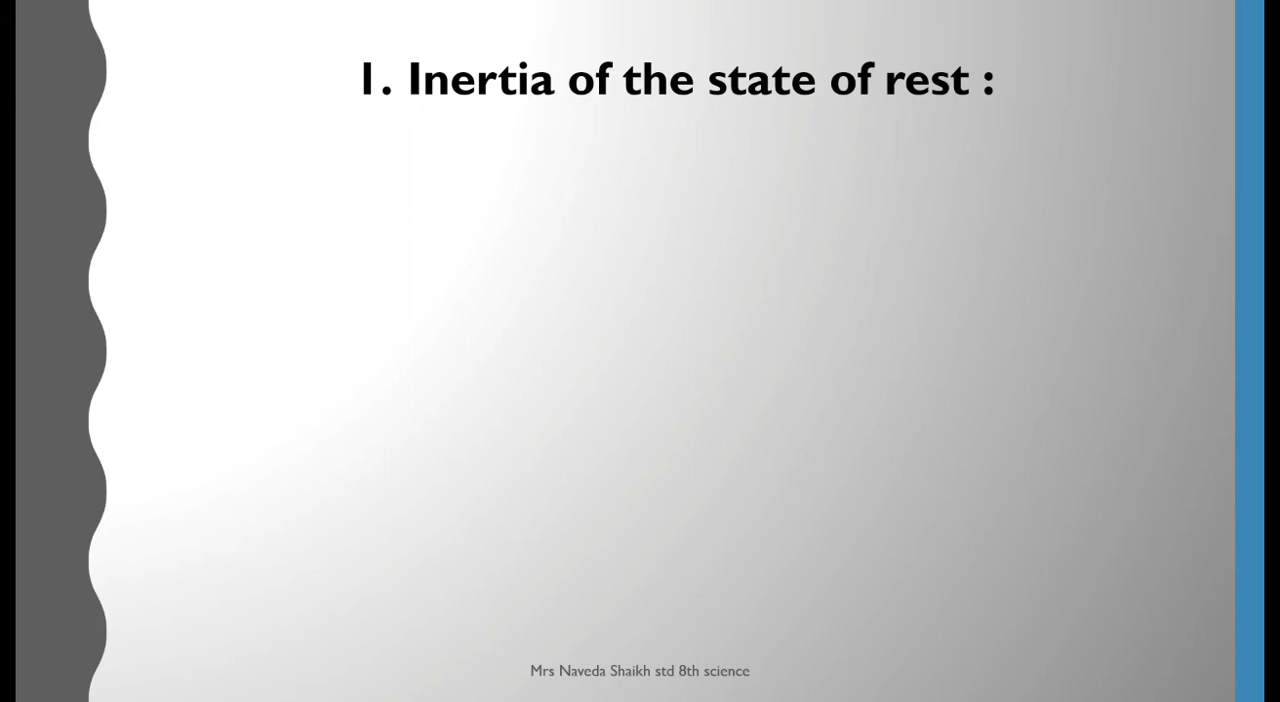 1. Inertia of the state of rest :
Mrs Naveda Shaikh std 8th science